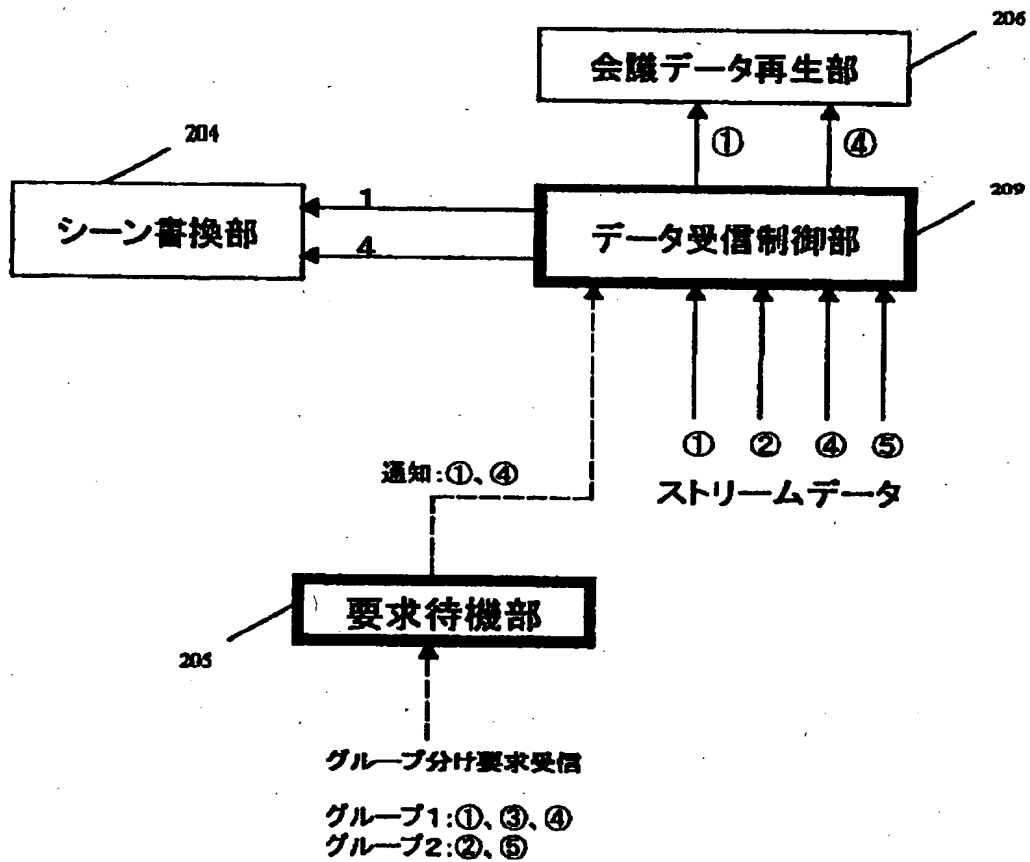 206
会議データ再生部
① ④
204
シーン書換部
1
4
209
データ受信制御部
① ② ④ ⑤
ストリームデータ
通知:①、④
要求待機部
205
グループ分け要求受信
グループ1:①、③、④
グループ2:②、⑤